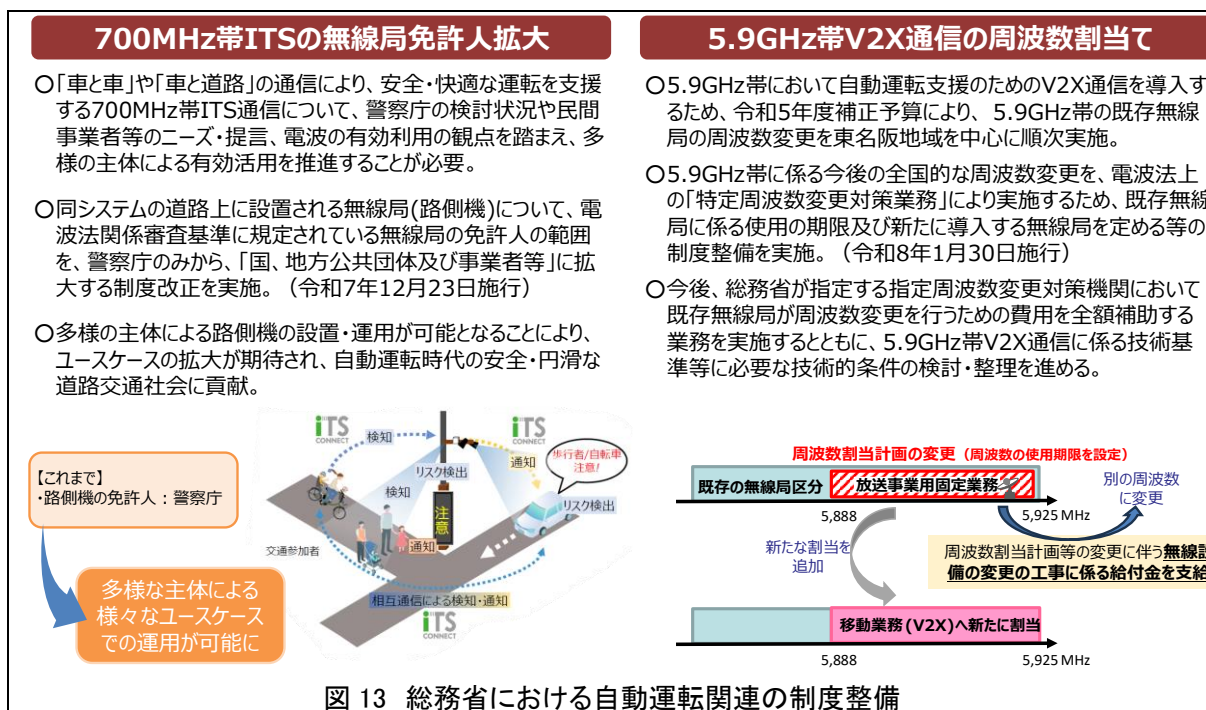 700MHz帯ITSの無線局免許人拡大
〇「車と車」や「車と道路」の通信により、安全・快適な運転を支援
する700MHz帯ITS通信について、警察庁の検討状況や民間
事業者等のニーズ・提言、電波の有効利用の観点を踏まえ、多
様の主体による有効活用を推進することが必要。
〇同システムの道路上に設置される無線局(路側機)について、電
波法関係審査基準に規定されている無線局の免許人の範囲
を、警察庁のみから、「国、地方公共団体及び事業者等」に拡
大する制度改正を実施。（令和7年12月23日施行）
〇多様の主体による路側機の設置・運用が可能となることにより、
ユースケースの拡大が期待され、自動運転時代の安全・円滑な
道路交通社会に貢献。
【これまで】
・路側機の免許人：警察庁
多様な主体による
様々なユースケース
での運用が可能に
iTS
CONNECT
検知
iTS
CONNECT
通知
歩行者/自転車
注意!
リスク検出
検知
リスク検出
注意
通知
交通参加者
相互通信による検知・通知
iTS
CONNECT
5.9GHz帯V2X通信の周波数割当て
〇5.9GHz帯において自動運転支援のためのV2X通信を導入す
るため、令和5年度補正予算により、5.9GHz帯の既存無線
局の周波数変更を東名阪地域を中心に順次実施。
〇5.9GHz帯に係る今後の全国的な周波数変更を、電波法上
の「特定周波数変更対策業務」により実施するため、既存無線
局に係る使用の期限及び新たに導入する無線局を定める等の
制度整備を実施。（令和8年1月30日施行）
〇今後、総務省が指定する指定周波数変更対策機関において
既存無線局が周波数変更を行うための費用を全額補助する
業務を実施するとともに、5.9GHz帯V2X通信に係る技術基
準等に必要な技術的条件の検討・整理を進める。
周波数割当計画の変更（周波数の使用期限を設定）
既存の無線局区分
放送事業用固定業務
別の周波数
に変更
5,888
5,925 MHz
新たな割当を
追加
周波数割当計画等の変更に伴う無線設
備の変更の工事に係る給付金を支給
移動業務(V2X)へ新たに割当
5,888
5,925 MHz
図 13 総務省における自動運転関連の制度整備